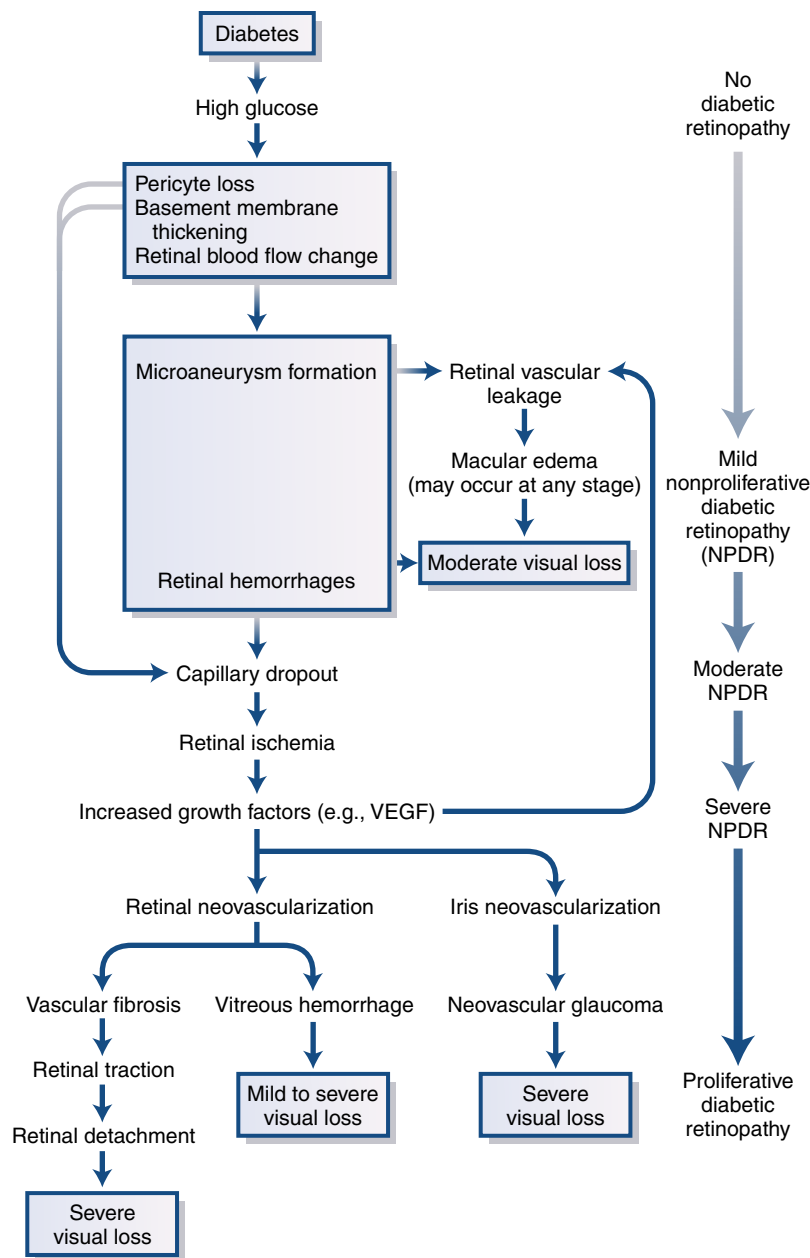 Diabetes
High glucose
Pericyte loss
Basement membrane
thickening
Retinal blood flow change
Microaneurysm formation
Retinal hemorrhages
Retinal vascular
leakage
Macular edema
(may occur at any stage)
Moderate visual loss
Capillary dropout
Retinal ischemia
Increased growth factors (e.g., VEGF)
Retinal neovascularization
Iris neovascularization
Vascular fibrosis
Vitreous hemorrhage
Neovascular glaucoma
Retinal traction
Mild to severe
visual loss
Severe
visual loss
Retinal detachment
Severe
visual loss
No
diabetic
retinopathy
Mild
nonproliferative
diabetic
retinopathy
(NPDR)
Moderate
NPDR
Severe
NPDR
Proliferative
diabetic
retinopathy